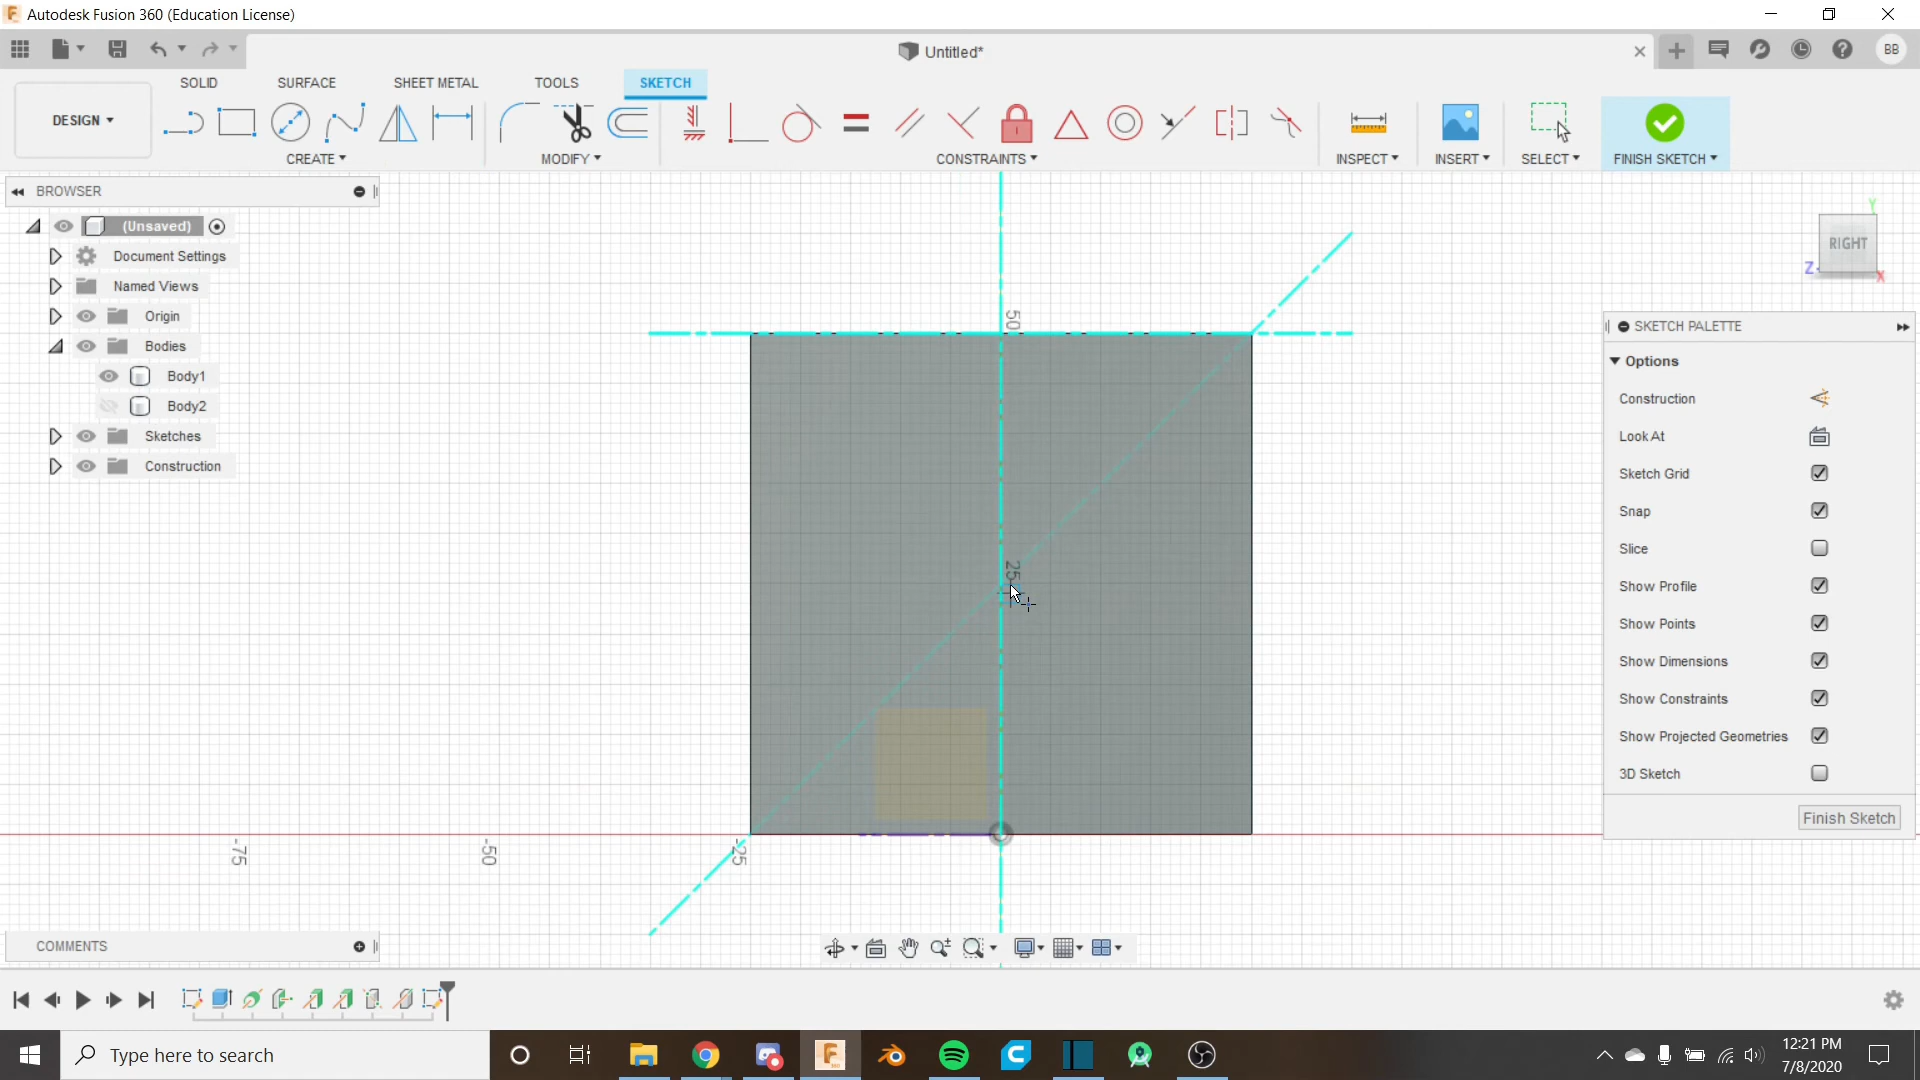 Autodesk Fusion 360 (Education License)
Untitled*
BB
DESIGN
SOLID
SURFACE
SHEET METAL
TOOLS
SKETCH
CREATE
MODIFY
CONSTRAINTS
INSPECT
INSERT
SELECT
FINISH SKETCH
BROWSER
(Unsaved)
Document Settings
Named Views
Origin
Bodies
Body1
Body2
Sketches
Construction
50
25
-75
-50
-25
Y
RIGHT
Z
X
SKETCH PALETTE
Options
Construction
Look At
Sketch Grid
Snap
Slice
Show Profile
Show Points
Show Dimensions
Show Constraints
Show Projected Geometries
3D Sketch
Finish Sketch
COMMENTS
Type here to search
12:21 PM
7/8/2020